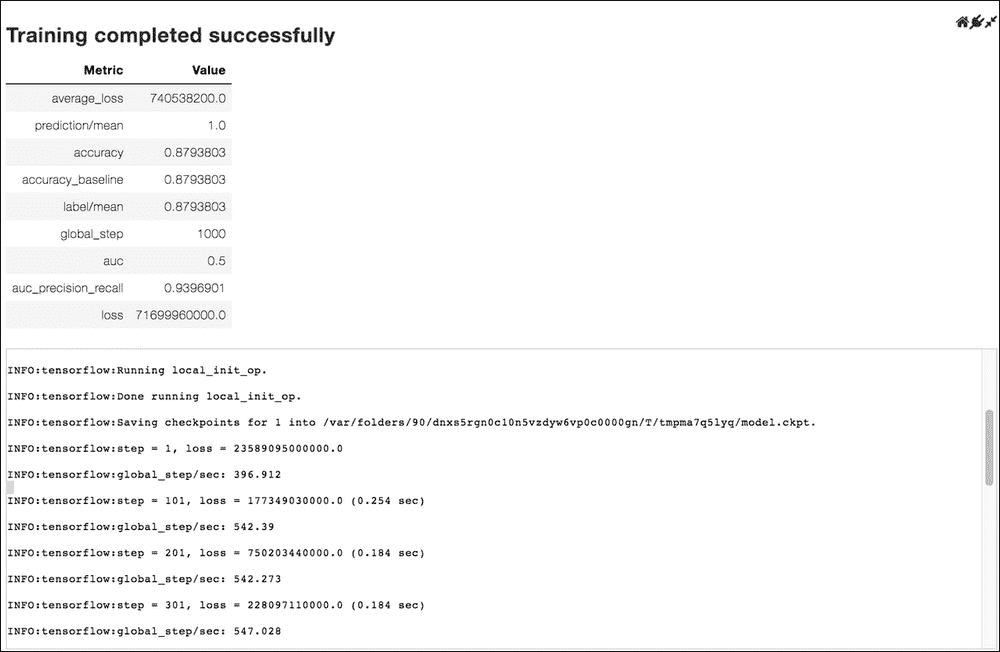 Training completed successfully
Metric Value
average_loss 740538200.0
prediction/mean 1.0
accuracy 0.8793803
accuracy_baseline 0.8793803
label/mean 0.8793803
global_step 1000
auc 0.5
auc_precision_recall 0.9396901
loss 71699960000.0
INFO:tensorflow:Running local_init_op.
INFO:tensorflow:Done running local_init_op.
INFO:tensorflow:Saving checkpoints for 1 into /var/folders/90/dnxs5rgn0c10n5vzdyw6vp0c0000gn/T/tmpma7q5lyq/model.ckpt.
INFO:tensorflow:step = 1, loss = 23589095000000.0
INFO:tensorflow:global_step/sec: 396.912
INFO:tensorflow:step = 101, loss = 177349030000.0 (0.254 sec)
INFO:tensorflow:global_step/sec: 542.39
INFO:tensorflow:step = 201, loss = 750203440000.0 (0.184 sec)
INFO:tensorflow:global_step/sec: 542.273
INFO:tensorflow:step = 301, loss = 228097110000.0 (0.184 sec)
INFO:tensorflow:global_step/sec: 547.028